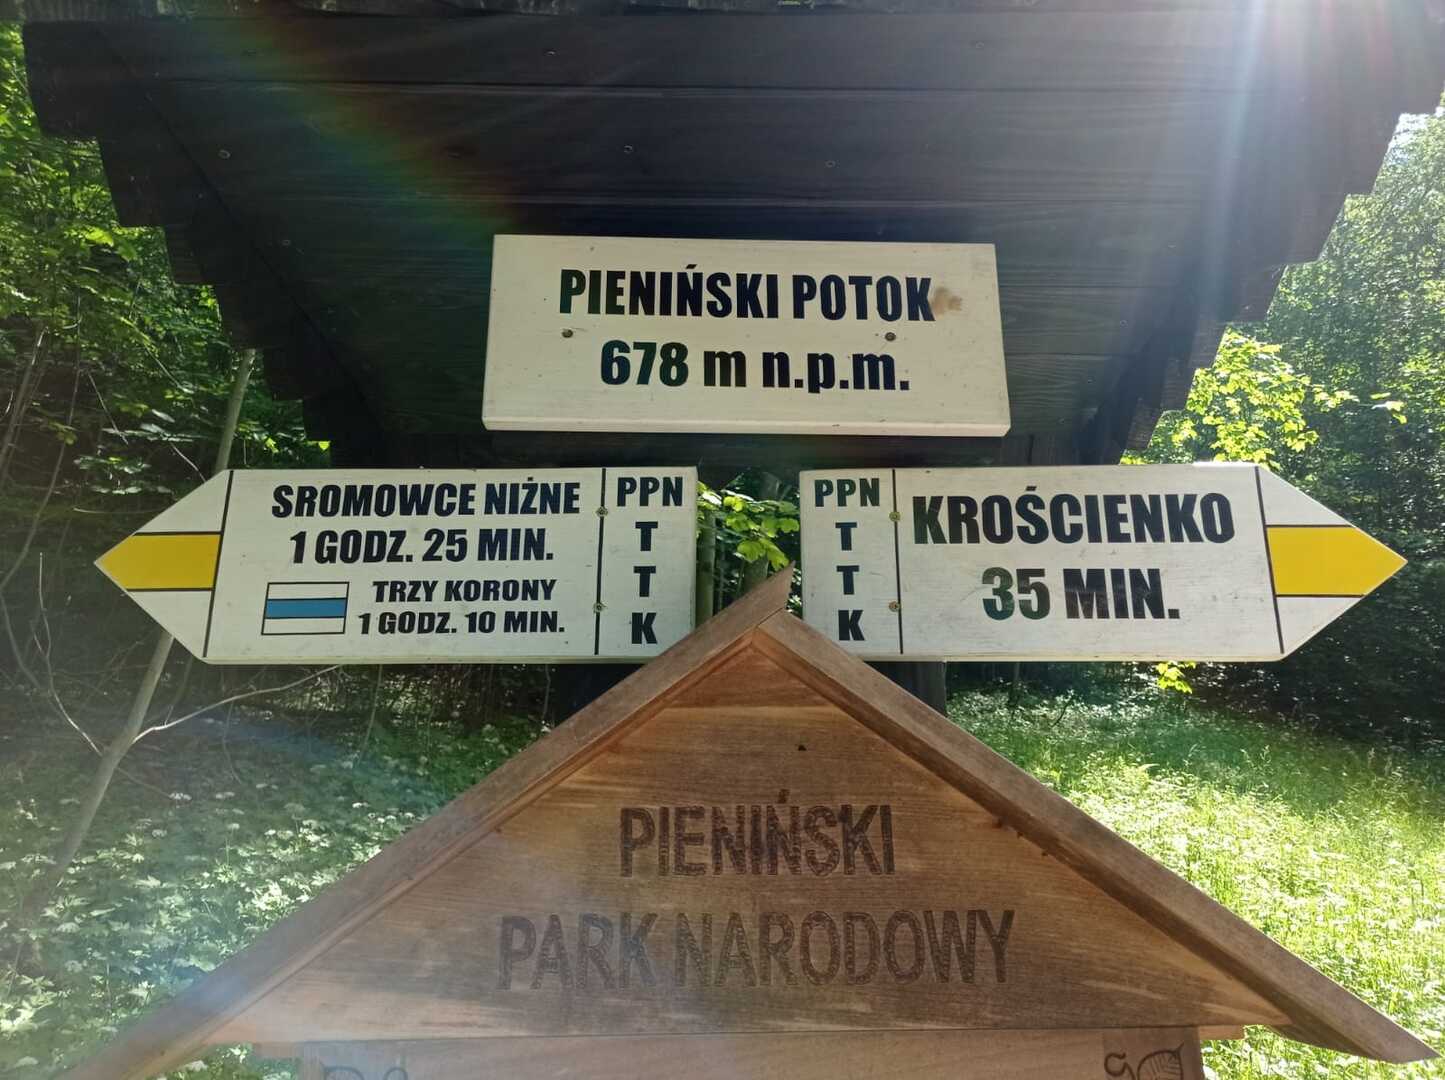 PIENIŃSKI POTOK
678 m n.p.m.
SROMOWCE NIŻNE
1 GODZ. 25 MIN.
TRZY KORONY
1 GODZ. 10 MIN.
PPN
T
T
K
PPN
T
T
K
KROŚCIENKO
35 MIN.
PIENIŃSKI
PARK NARODOWY